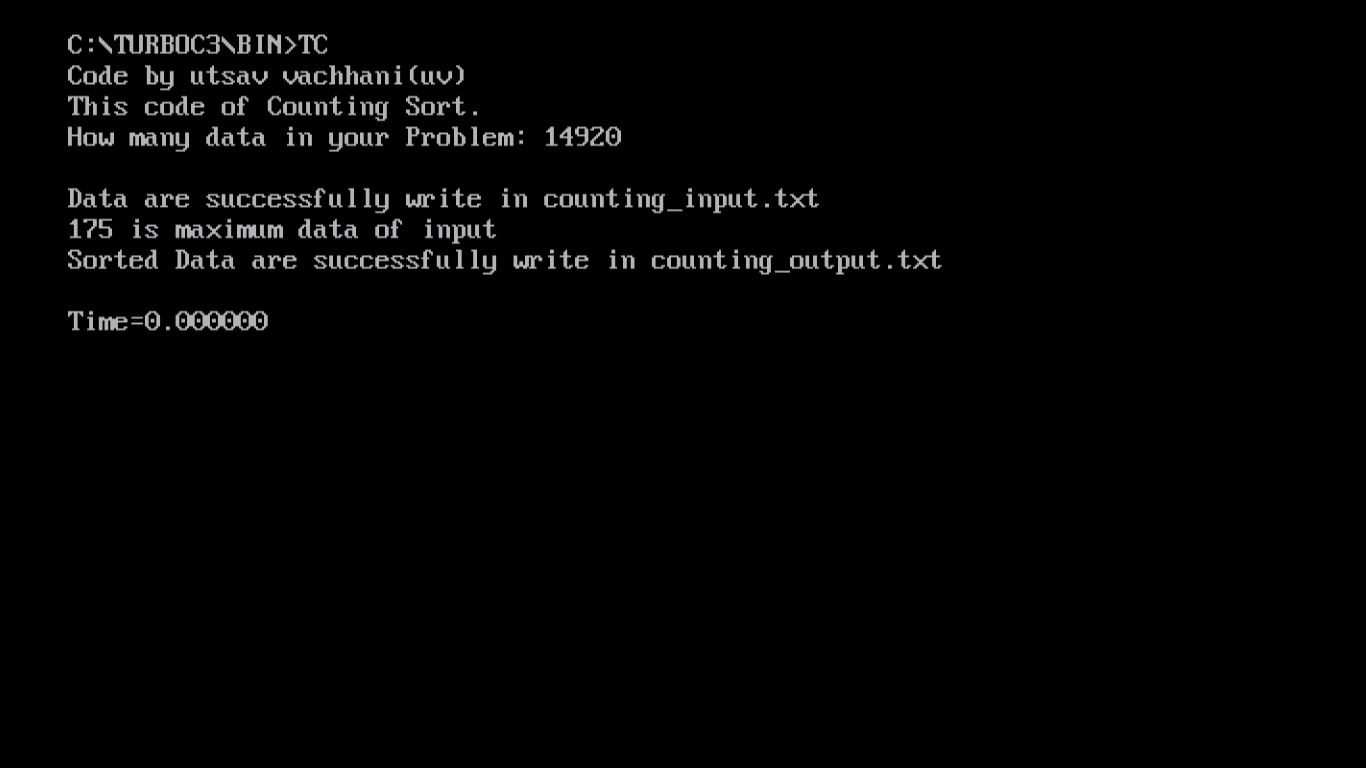 C:\TURBOC3\BIN>TC
Code by utsav vachhani(uv)
This code of Counting Sort.
How many data in your Problem: 14920
Data are successfully write in counting_input.txt
175 is maximum data of input
Sorted Data are successfully write in counting_output.txt
Time=0.000000